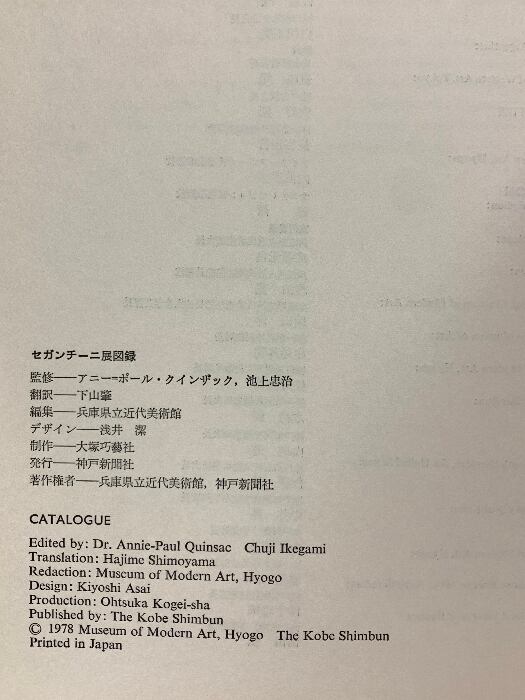 セガンチーニ展図録
監修──アニー=ポール・クインザック，池上忠治
翻訳──下山肇
編集──兵庫県立近代美術館
デザイン──浅井　潔
制作──大塚巧藝社
発行──神戸新聞社
著作権者──兵庫県立近代美術館，神戸新聞社
CATALOGUE
Edited by: Dr. Annie-Paul Quinsac　Chuji Ikegami
Translation: Hajime Shimoyama
Redaction: Museum of Modern Art, Hyogo
Design: Kiyoshi Asai
Production: Ohtsuka Kogei-sha
Published by: The Kobe Shimbun
© 1978 Museum of Modern Art, Hyogo　The Kobe Shimbun
Printed in Japan